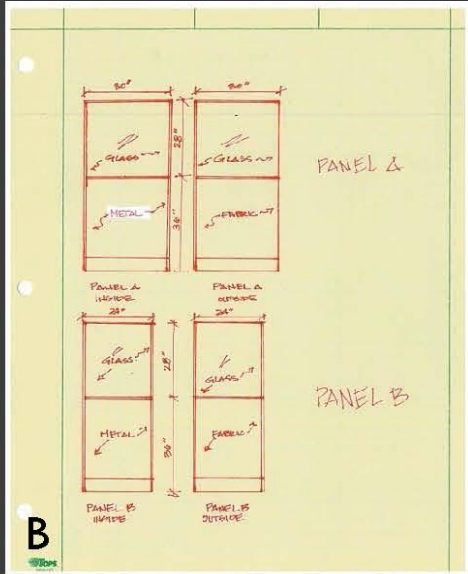 30" 30"
GLASS GLASS
28"
PANEL A
METAL FABRIC
36"
PANEL A PANEL A
INSIDE OUTSIDE
24" 24"
GLASS GLASS
28"
PANEL B
METAL FABRIC
36"
PANEL B PANEL B
INSIDE OUTSIDE
B
TOPS